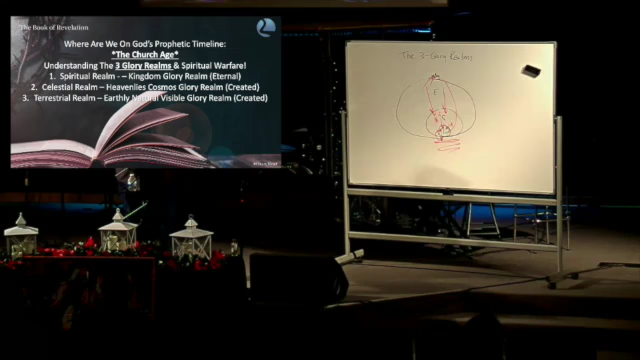 The Book of Revelation
Where Are We On God's Prophetic Timeline:
*The Church Age*
Understanding The 3 Glory Realms & Spiritual Warfare!
1. Spiritual Realm - – Kingdom Glory Realm (Eternal)
2. Celestial Realm – Heavenlies Cosmos Glory Realm (Created)
3. Terrestrial Realm – Earthly Natural Visible Glory Realm (Created)
The 3 Glory Realms
E